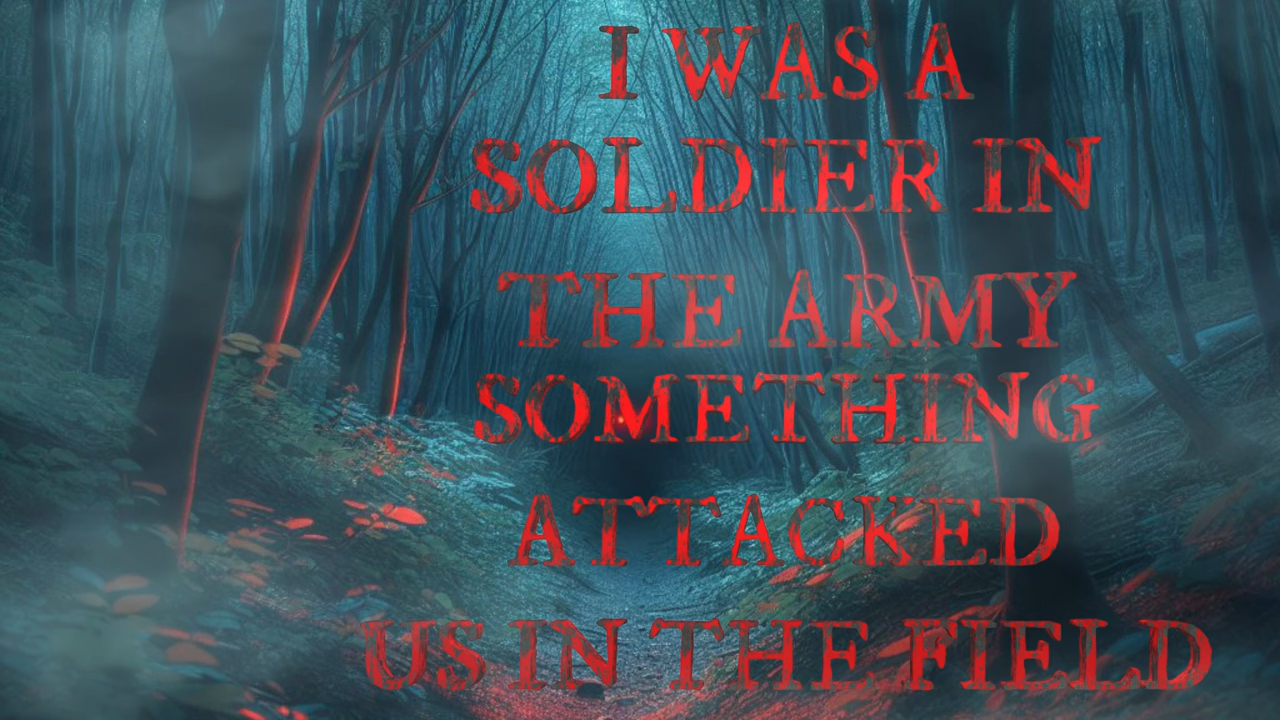 I WAS A
SOLDIER IN
THE ARMY
SOMETHING
ATTACKED
US IN THE FIELD